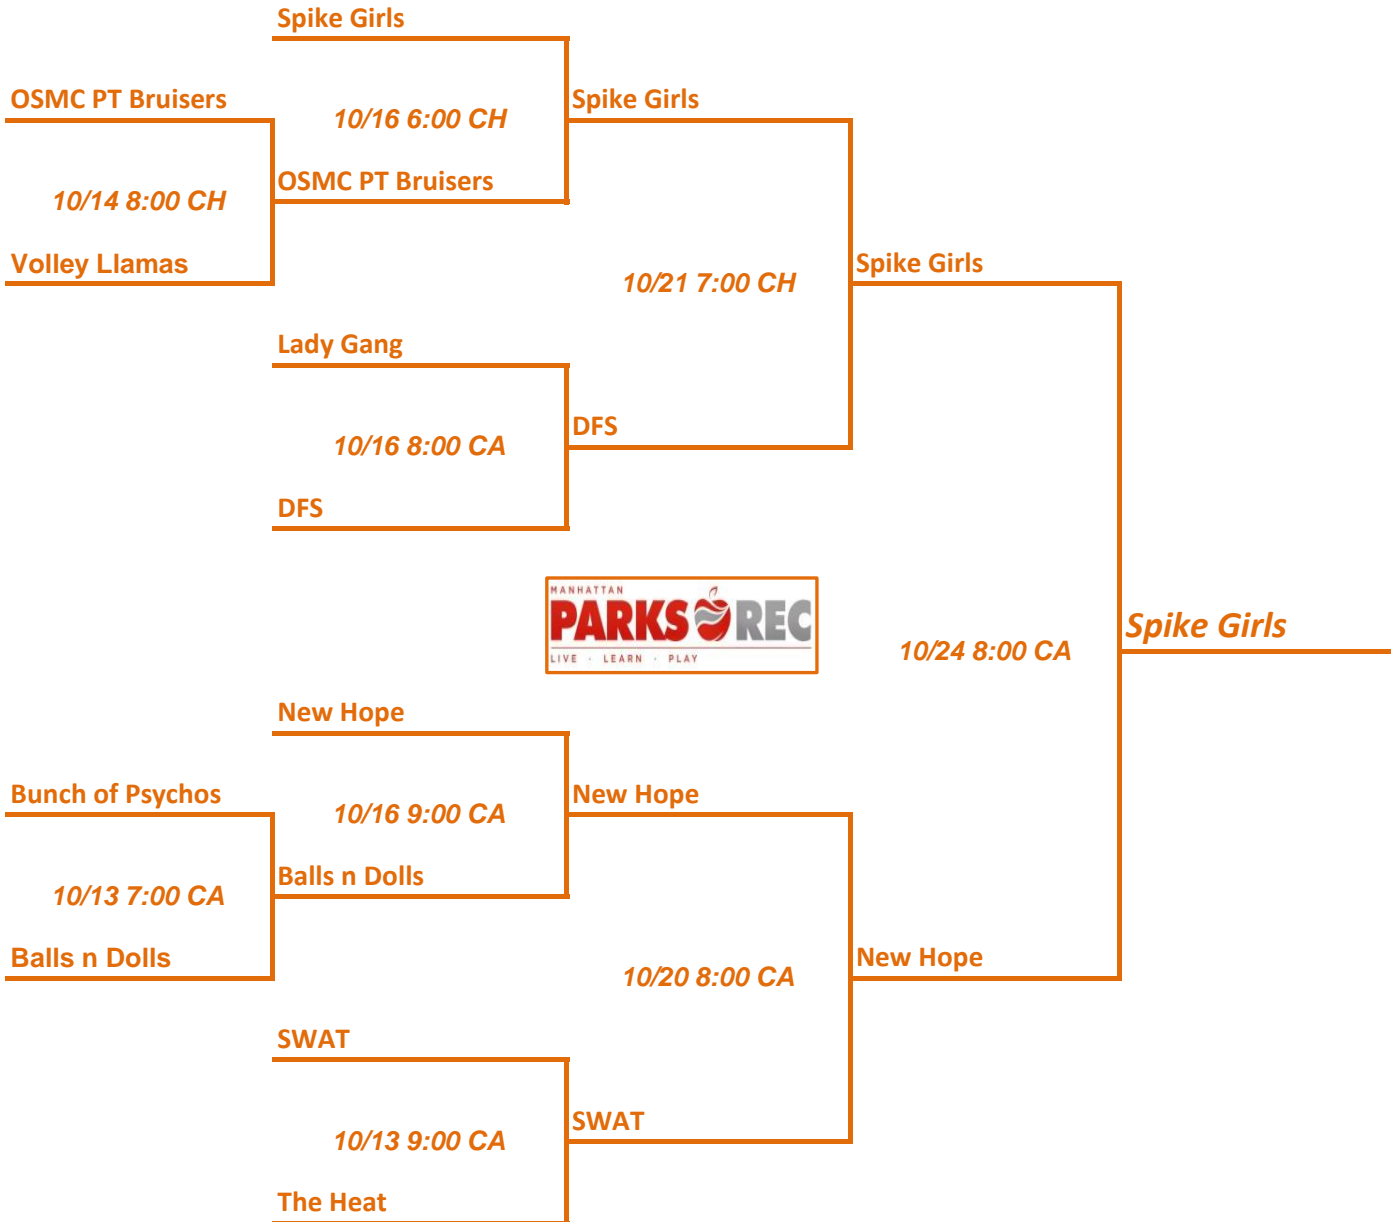 Spike Girls
OSMC PT Bruisers
10/16 6:00 CH
Spike Girls
10/14 8:00 CH
OSMC PT Bruisers
Volley Llamas
10/21 7:00 CH
Spike Girls
Lady Gang
10/16 8:00 CA
DFS
DFS
MANHATTAN
PARKS REC
LIVE · LEARN · PLAY
10/24 8:00 CA
Spike Girls
New Hope
Bunch of Psychos
10/16 9:00 CA
New Hope
10/13 7:00 CA
Balls n Dolls
Balls n Dolls
10/20 8:00 CA
New Hope
SWAT
10/13 9:00 CA
SWAT
The Heat